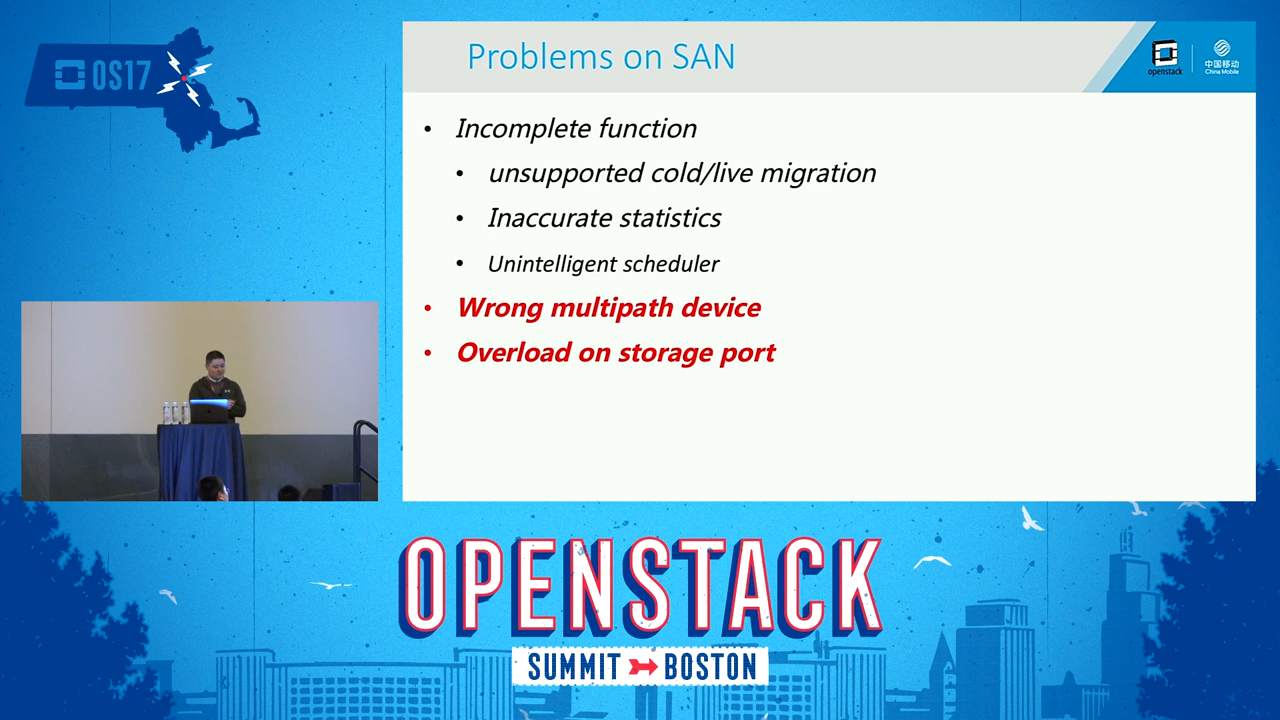 OS17
Problems on SAN
openstack
中国移动
China Mobile
• Incomplete function
• unsupported cold/live migration
• Inaccurate statistics
• Unintelligent scheduler
• Wrong multipath device
• Overload on storage port
OPENSTACK
SUMMIT BOSTON